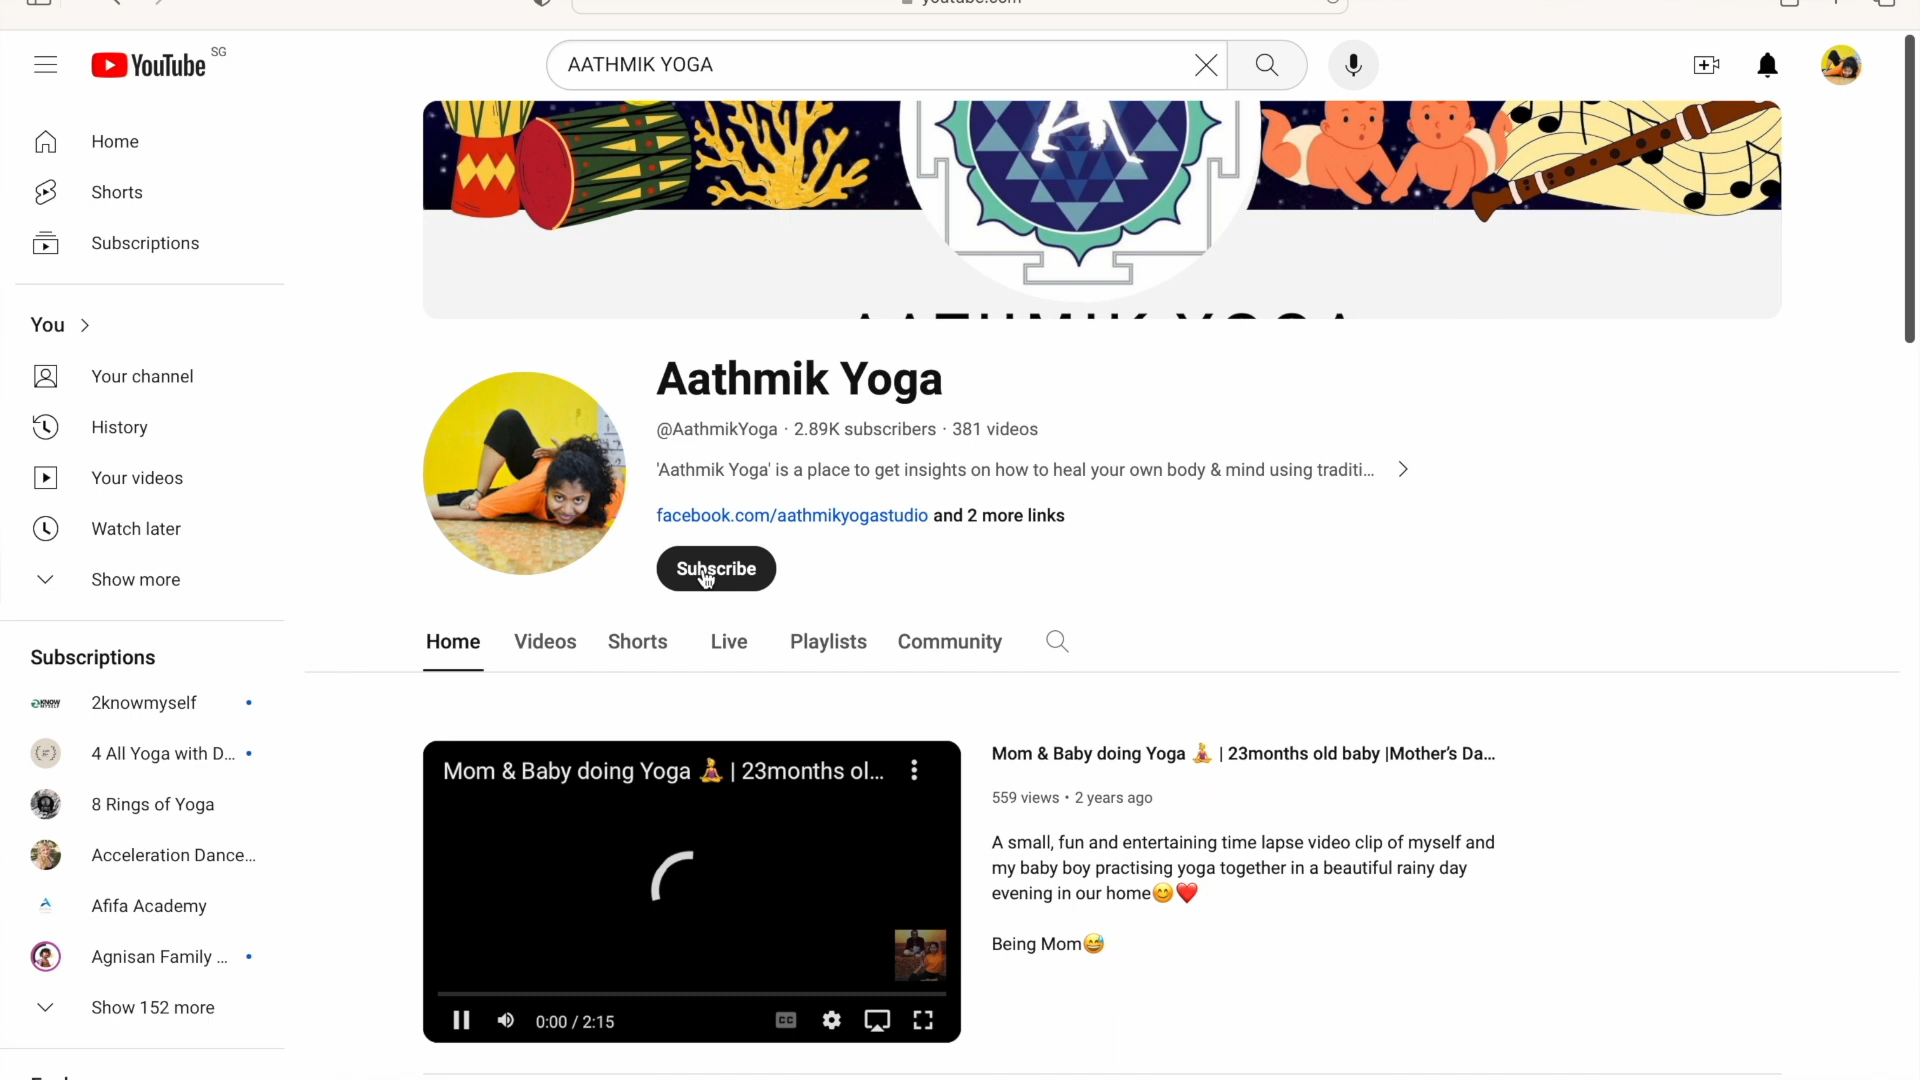 youtube.com
YouTube SG
AATHMIK YOGA
Home
Shorts
Subscriptions
You
Your channel
History
Your videos
Watch later
Show more
Subscriptions
2knowmyself
4 All Yoga with D...
8 Rings of Yoga
Acceleration Dance...
Afifa Academy
Agnisan Family ...
Show 152 more
AATHMIK YOGA
Aathmik Yoga
@AathmikYoga · 2.89K subscribers · 381 videos
'Aathmik Yoga' is a place to get insights on how to heal your own body & mind using traditi...
facebook.com/aathmikyogastudio and 2 more links
Subscribe
Home Videos Shorts Live Playlists Community
Mom & Baby doing Yoga 🧘 | 23months ol...
0:00 / 2:15
CC
Mom & Baby doing Yoga 🧘 | 23months old baby |Mother's Da...
559 views • 2 years ago
A small, fun and entertaining time lapse video clip of myself and
my baby boy practising yoga together in a beautiful rainy day
evening in our home😊❤️
Being Mom😅